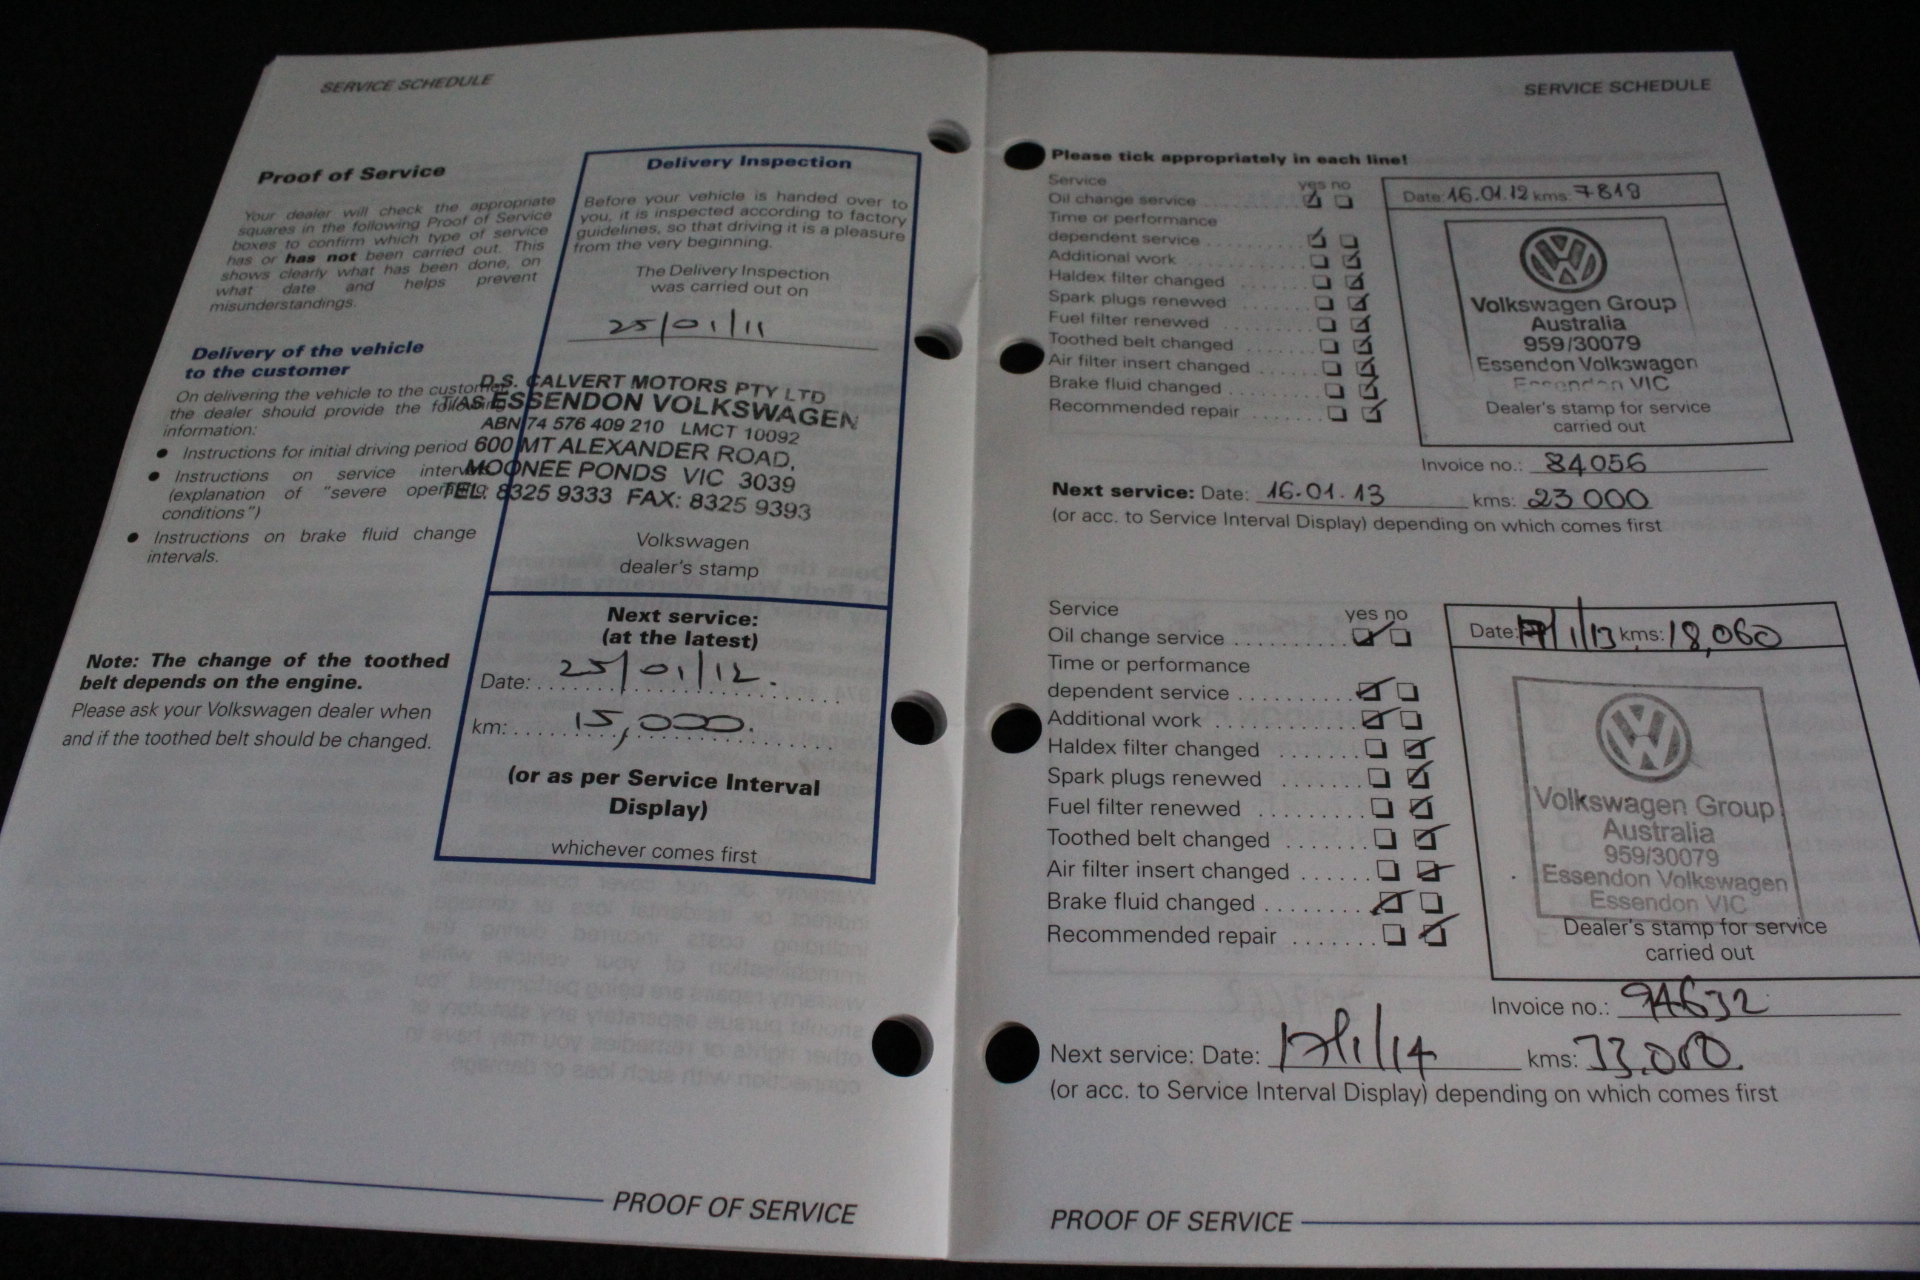 SERVICE SCHEDULE
Proof of Service
Your dealer will check the appropriate
squares in the following Proof of Service
boxes to confirm which type of service
has or has not been carried out. This
shows clearly what has been done, on
what date and helps prevent
misunderstandings.
Delivery of the vehicle
to the customer
On delivering the vehicle to the customer
the dealer should provide the following
information:
● Instructions for initial driving period
● Instructions on service intervals
(explanation of "severe operating
conditions")
● Instructions on brake fluid change
intervals.
Note: The change of the toothed
belt depends on the engine.
Please ask your Volkswagen dealer when
and if the toothed belt should be changed.
Delivery Inspection
Before your vehicle is handed over to
you, it is inspected according to factory
guidelines, so that driving it is a pleasure
from the very beginning.
The Delivery Inspection
was carried out on
25/01/11
D.S. CALVERT MOTORS PTY LTD
T/AS ESSENDON VOLKSWAGEN
ABN 74 576 409 210 LMCT 10092
600 MT ALEXANDER ROAD,
MOONEE PONDS VIC 3039
TEL: 8325 9333 FAX: 8325 9393
Volkswagen
dealer's stamp
Next service:
(at the latest)
Date: 25/01/12.
km: 15,000.
(or as per Service Interval
Display)
whichever comes first
PROOF OF SERVICE
SERVICE SCHEDULE
Please tick appropriately in each line!
Service yes no
Oil change service
Time or performance
dependent service
Additional work
Haldex filter changed
Spark plugs renewed
Fuel filter renewed
Toothed belt changed
Air filter insert changed
Brake fluid changed
Recommended repair
Date: 16.01.12 kms: 7819
Volkswagen Group
Australia
959/30079
Essendon Volkswagen
Essendon VIC
Dealer's stamp for service
carried out
Invoice no.: 84056
Next service: Date: 16.01.13 kms: 23 000
(or acc. to Service Interval Display) depending on which comes first
Service yes no
Oil change service
Time or performance
dependent service
Additional work
Haldex filter changed
Spark plugs renewed
Fuel filter renewed
Toothed belt changed
Air filter insert changed
Brake fluid changed
Recommended repair
Date: 17/1/13 kms: 18,060
Volkswagen Group
Australia
959/30079
Essendon Volkswagen
Essendon VIC
Dealer's stamp for service
carried out
Invoice no.: 94632
Next service: Date: 17/1/14 kms: 33,000
(or acc. to Service Interval Display) depending on which comes first
PROOF OF SERVICE